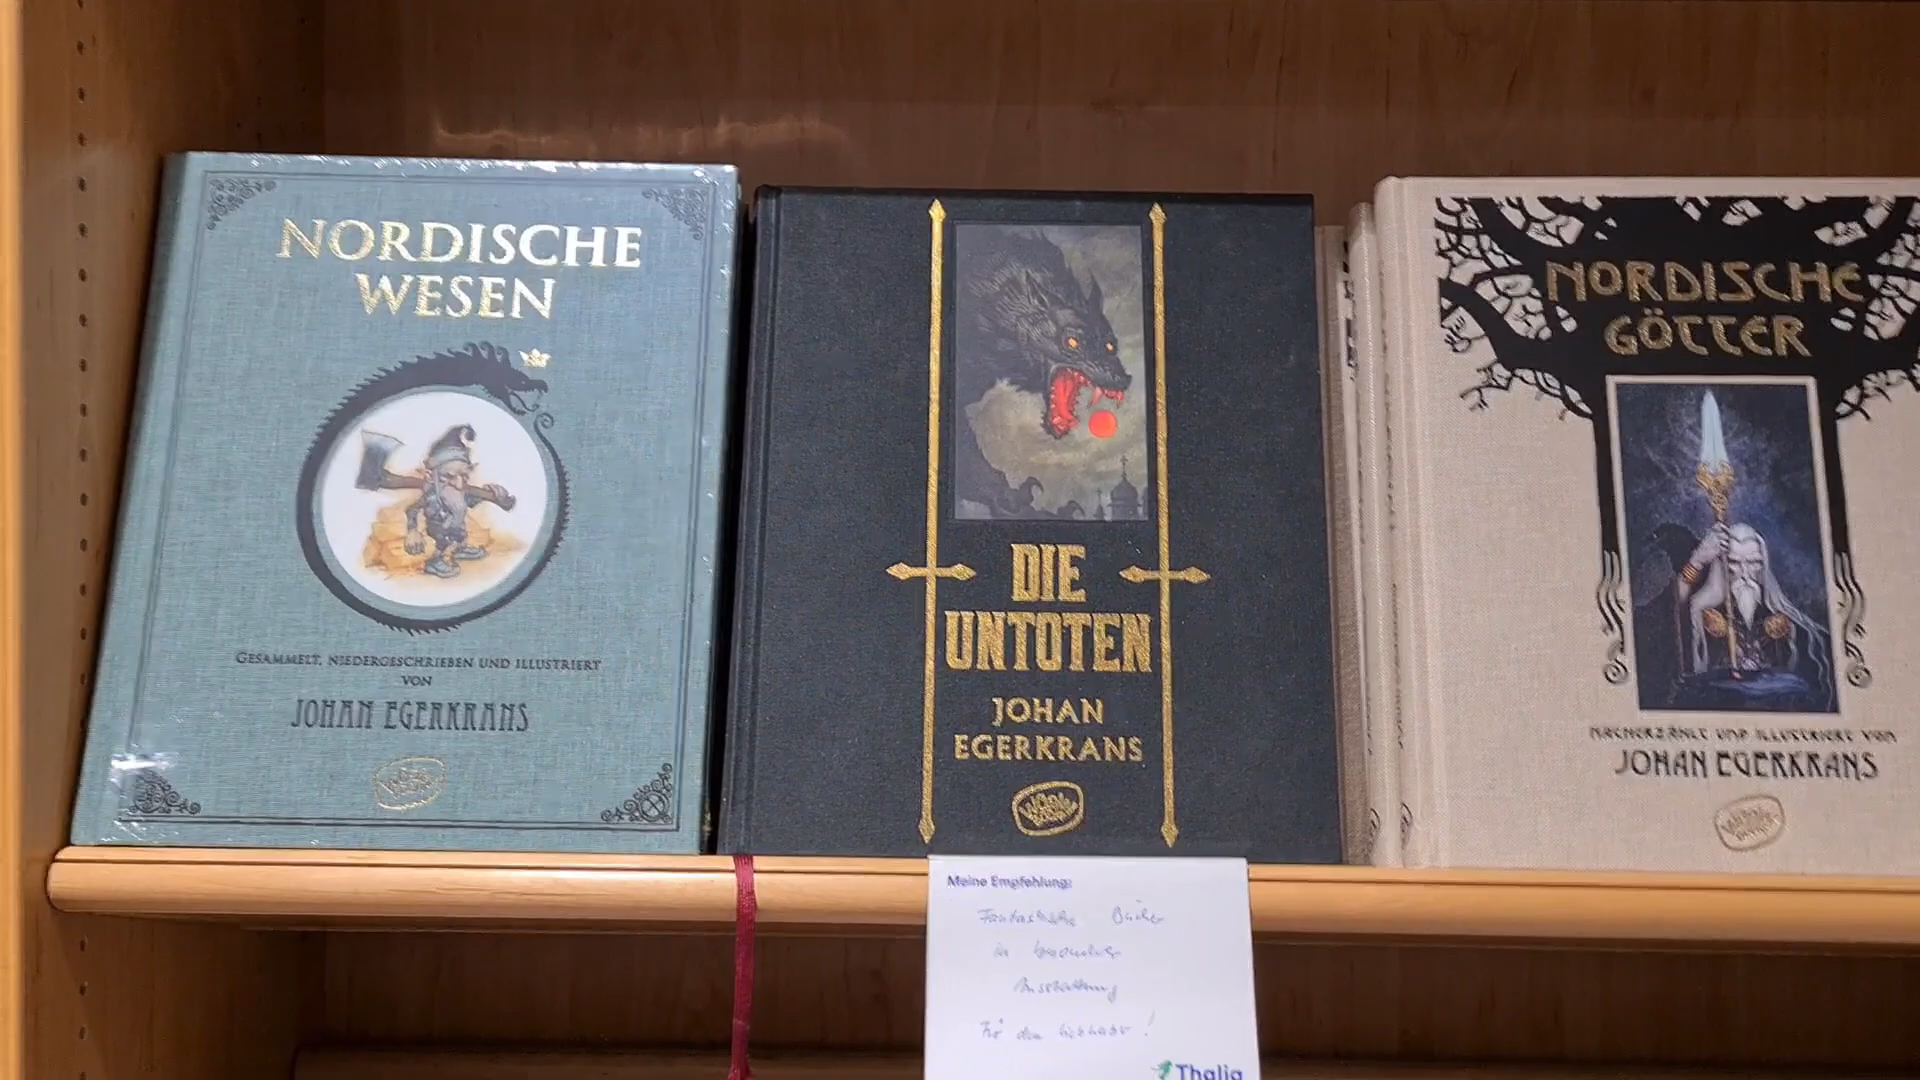 NORDISCHE
WESEN
GESAMMELT, NIEDERGESCHRIEBEN UND ILLUSTRIERT
VON
JOHAN EGERKRANS
DIE
UNTOTEN
JOHAN
EGERKRANS
NORDISCHE
GÖTTER
NACHERZÄHLT UND ILLUSTRIERT VON
JOHAN EGERKRANS
Meine Empfehlung:
Fantastische Bücher
in besonderer
Ausstattung
Für den Liebhaber!
Thalia